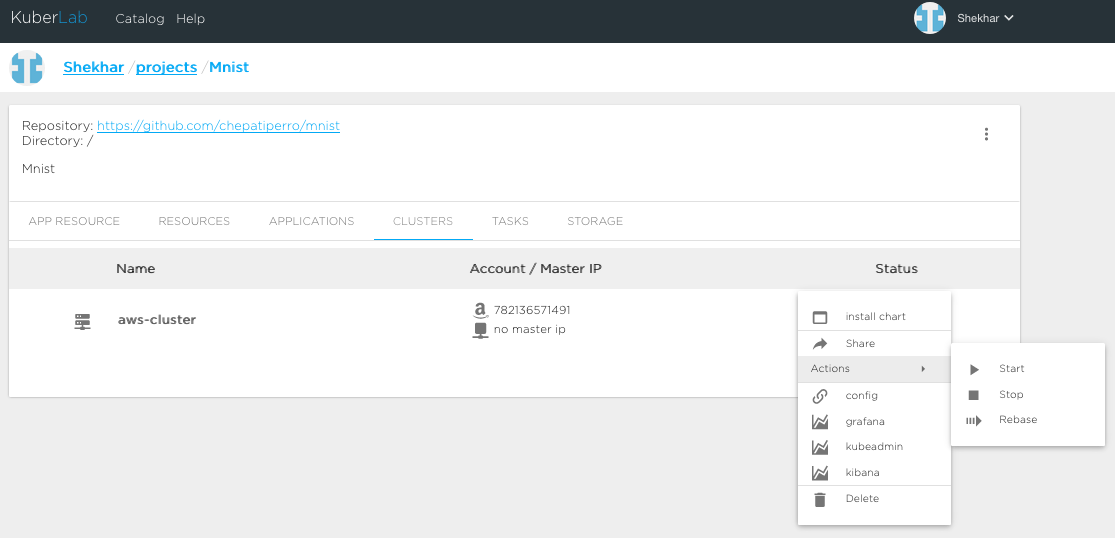 KuberLab Catalog Help Shekhar
Shekhar / projects / Mnist
Repository: https://github.com/chepatiperro/mnist
Directory: /
Mnist
APP RESOURCE RESOURCES APPLICATIONS CLUSTERS TASKS STORAGE
Name Account / Master IP Status
aws-cluster
782136571491
no master ip
install chart
Share
Actions
config
grafana
kubeadmin
kibana
Delete
Start
Stop
Rebase